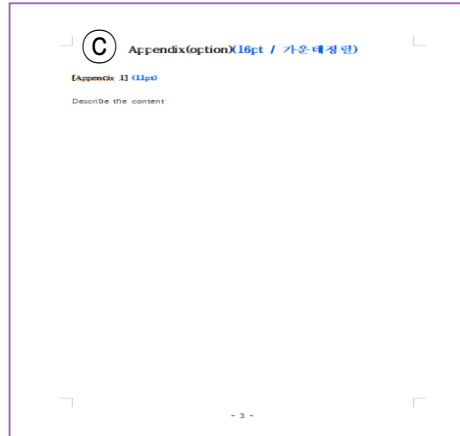 Ⓒ Appendix(option)(16pt / 가운데정렬)
[Appendix 1] (11pt)
Describe the content
- 3 -